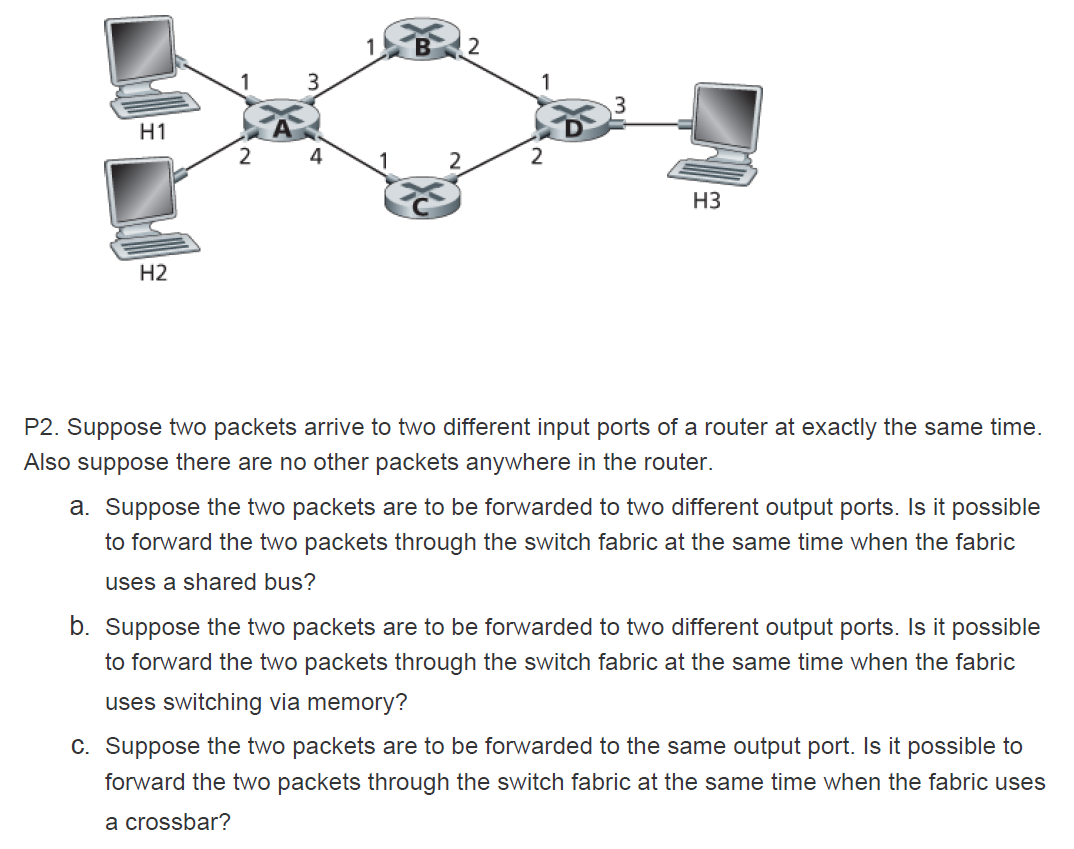 1 B 2
1 3 1 3
H1 A D
2 4 1 2 2
C H3
H2
P2. Suppose two packets arrive to two different input ports of a router at exactly the same time.
Also suppose there are no other packets anywhere in the router.
a. Suppose the two packets are to be forwarded to two different output ports. Is it possible
to forward the two packets through the switch fabric at the same time when the fabric
uses a shared bus?
b. Suppose the two packets are to be forwarded to two different output ports. Is it possible
to forward the two packets through the switch fabric at the same time when the fabric
uses switching via memory?
c. Suppose the two packets are to be forwarded to the same output port. Is it possible to
forward the two packets through the switch fabric at the same time when the fabric uses
a crossbar?